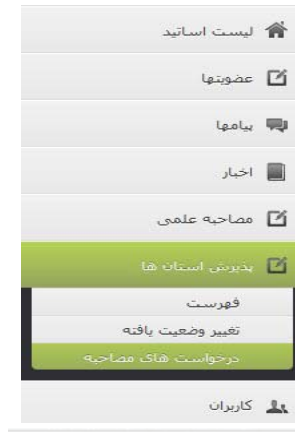 لیست اساتید
عضویتها
پیامها
اخبار
مصاحبه علمی
پذیرش استان ها
فهرست
تغییر وضعیت یافته
درخواست های مصاحبه
کاربران